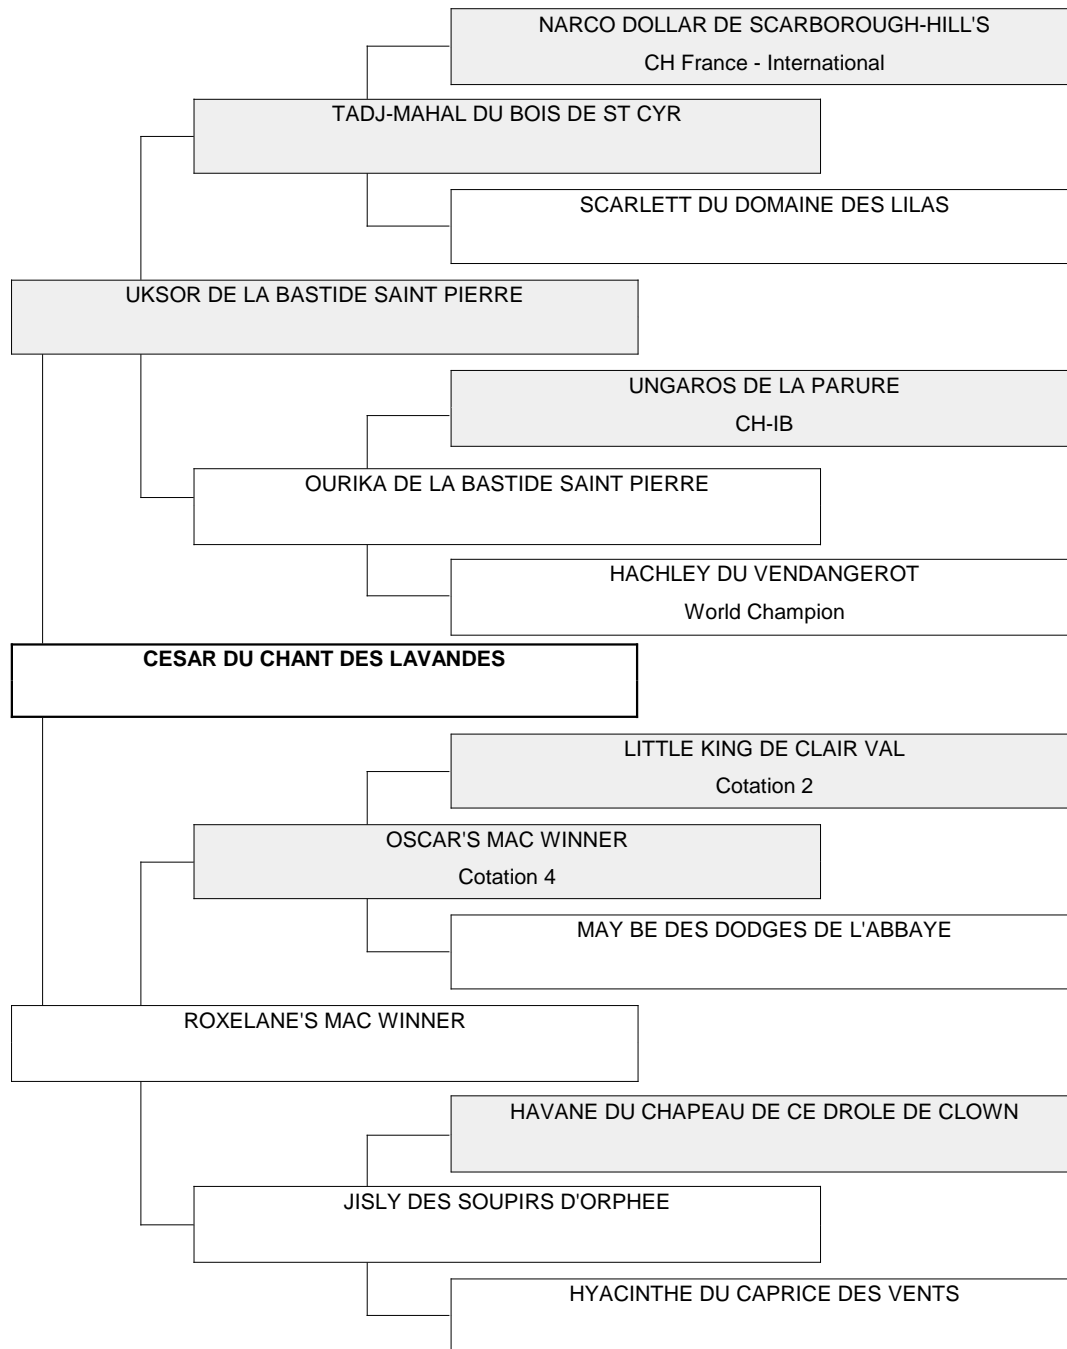 NARCO DOLLAR DE SCARBOROUGH-HILL'S
CH France - International
TADJ-MAHAL DU BOIS DE ST CYR
SCARLETT DU DOMAINE DES LILAS
UKSOR DE LA BASTIDE SAINT PIERRE
UNGAROS DE LA PARURE
CH-IB
OURIKA DE LA BASTIDE SAINT PIERRE
HACHLEY DU VENDANGEROT
World Champion
CESAR DU CHANT DES LAVANDES
LITTLE KING DE CLAIR VAL
Cotation 2
OSCAR'S MAC WINNER
Cotation 4
MAY BE DES DODGES DE L'ABBAYE
ROXELANE'S MAC WINNER
HAVANE DU CHAPEAU DE CE DROLE DE CLOWN
JISLY DES SOUPIRS D'ORPHEE
HYACINTHE DU CAPRICE DES VENTS